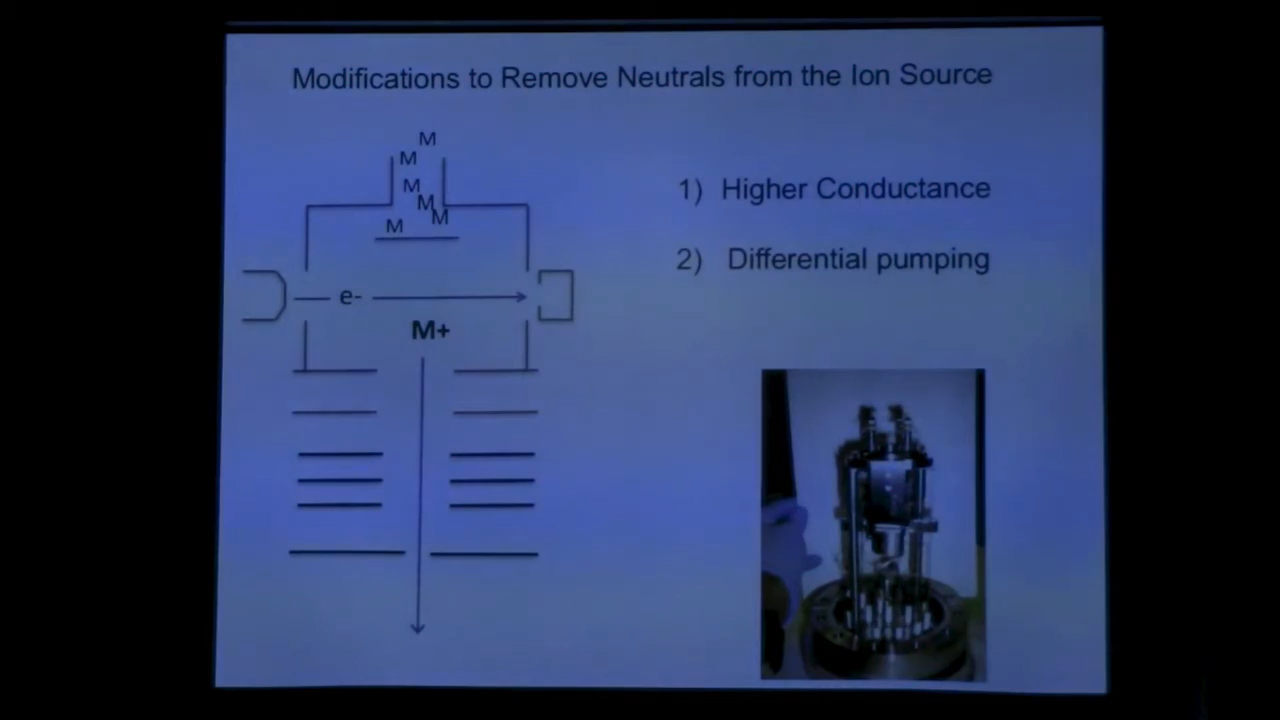 Modifications to Remove Neutrals from the Ion Source
M
M
M
M
M
M
e-
M+
1) Higher Conductance
2) Differential pumping